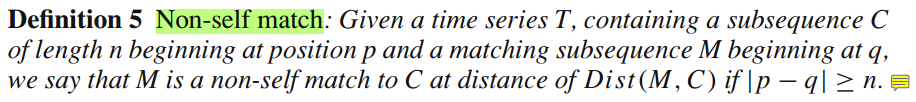 Definition 5 Non-self match: Given a time series T, containing a subsequence C
of length n beginning at position p and a matching subsequence M beginning at q,
we say that M is a non-self match to C at distance of Dist(M, C) if |p − q| ≥ n.